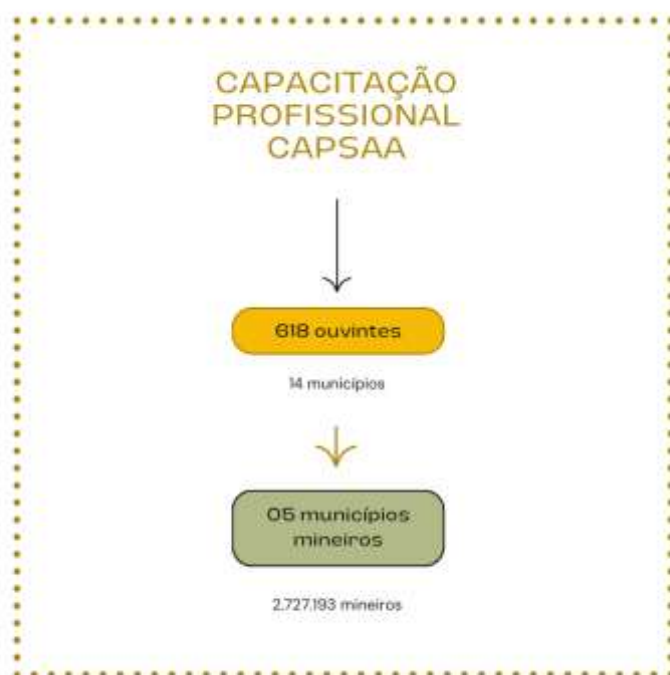 CAPACITAÇÃO
PROFISSIONAL
CAPSAA
618 ouvintes
14 municípios
05 municípios
mineiros
2.727.193 mineiros